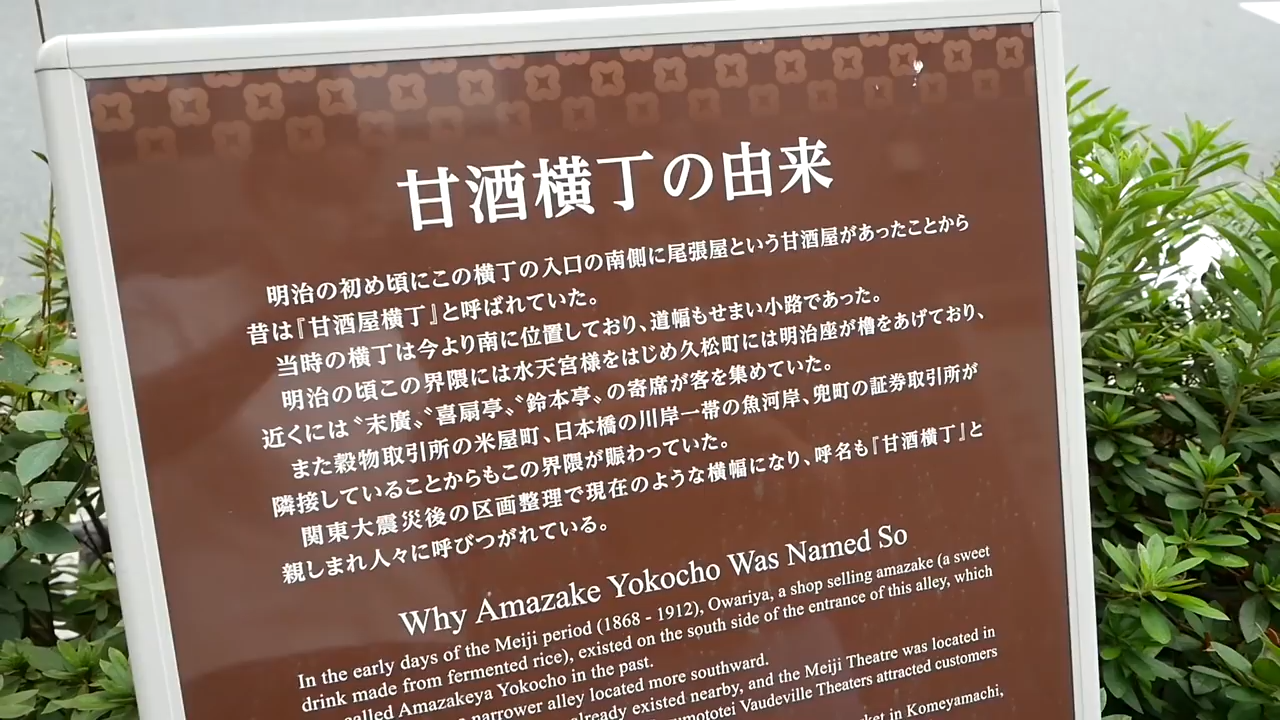 甘酒横丁の由来
明治の初め頃にこの横丁の入口の南側に尾張屋という甘酒屋があったことから
昔は『甘酒屋横丁』と呼ばれていた。
当時の横丁は今より南に位置しており、道幅もせまい小路であった。
明治の頃この界隈には水天宮様をはじめ久松町には明治座が櫓をあげており、
近くには〝末廣〟〝喜扇亭〟〝鈴本亭〟の寄席が客を集めていた。
また穀物取引所の米屋町、日本橋の川岸一帯の魚河岸、兜町の証券取引所が
隣接していることからもこの界隈が賑わっていた。
関東大震災後の区画整理で現在のような横幅になり、呼名も『甘酒横丁』と
親しまれ人々に呼びつがれている。
Why Amazake Yokocho Was Named So
In the early days of the Meiji period (1868 - 1912), Owariya, a shop selling amazake (a sweet
drink made from fermented rice), existed on the south side of the entrance of this alley, which
called Amazakeya Yokocho in the past.
narrower alley located more southward.
already existed nearby, and the Meiji Theatre was located in
Vaudeville Theaters attracted customers
in Komeyamachi,